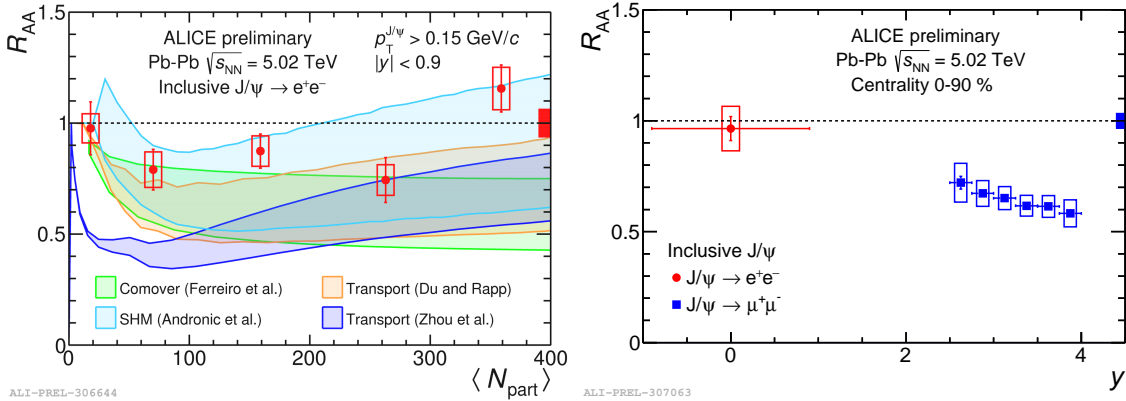 R_AA
1.5
1
0.5
0
ALICE preliminary
Pb-Pb √s_NN = 5.02 TeV
Inclusive J/ψ → e⁺e⁻
p_T^J/ψ > 0.15 GeV/c
|y| < 0.9
Comover (Ferreiro et al.)
Transport (Du and Rapp)
SHM (Andronic et al.)
Transport (Zhou et al.)
0 100 200 300 400
⟨ N_part ⟩
ALI-PREL-306644
R_AA
1.5
1
0.5
0
ALICE preliminary
Pb-Pb √s_NN = 5.02 TeV
Centrality 0-90 %
Inclusive J/ψ
J/ψ → e⁺e⁻
J/ψ → μ⁺μ⁻
0 2 4
y
ALI-PREL-307063